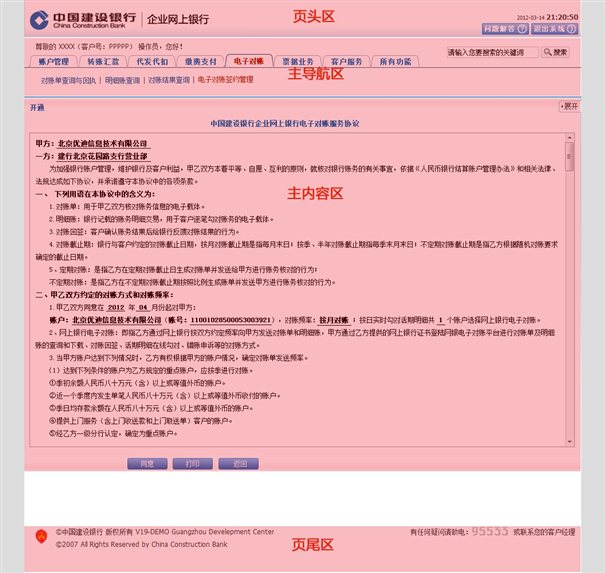 中国建设银行 企业网上银行
China Construction Bank
页头区
2012-03-14 21:20:50
问题解答 退出系统
尊敬的 XXXX(客户号:PPPPP) 操作员,您好!
请输入您要搜索的关键词 搜索
账户管理 转账汇款 代发代扣 缴费支付 电子对账 票据业务 客户服务 所有功能
主导航区
对账单查询与回执 | 明细账查询 | 对账结果查询 | 电子对账签约管理
开通
展开
中国建设银行企业网上银行电子对账服务协议
甲方:北京优迪信息技术有限公司
一方:建行北京花园路支行营业部
为加强银行账户管理,维护银行及客户利益,甲乙双方本着平等、自愿、互利的原则,就核对银行账务的有关事宜,依据《人民币银行结算账户管理办法》和相关法律、
法规达成如下协议,并承诺遵守本协议中的各项条款。
主内容区
一、 下列用语在本协议中的含义为:
1.对账单:用于甲乙双方核对账务信息的电子载体。
2.明细账:银行记载的账务明细交易,用于客户逐笔勾对账务的电子载体。
3.对账回签:客户确认账务结果后给银行反馈对账结果的行为。
4.对账截止期:银行与客户约定的对账截止日期,按月对账截止期是指每月末日;按季、半年对账截止期指每季末月末日;不定期对账截止期是指乙方根据随机对账要求
确定的截止日期。
5、定期对账:是指乙方在定期对账截止日生成对账单并发送给甲方进行账务核对的行为;
不定期对账:是指乙方在不定期对账截止期按照比例生成账单并发送甲方进行账务核对的行为。
二、甲乙双方约定的对账方式和对账频率:
1.甲乙双方同意在 2012 年 04 月份起对甲方:
账户:北京优迪信息技术有限公司(账号:11001028500053003921),对账频率:按月对账 ;按日实时勾对活期明细共 1 个账户选择网上银行电子对账。
2、网上银行电子对账:即指乙方通过网上银行按双方约定频率向甲方发送对账单和明细账,甲方通过乙方提供的网上银行证书登陆网银电子对账平台进行对账单及明细
账的查询和下载、对账回签、活期明细在线勾对、错账申诉等的对账方式。
3.当甲方账户达到下列情况时,乙方有权根据甲方的账户情况,确定对账单发送频率。
(1)达到下列条件的账户为乙方规定的重点账户,应按季进行对账。
①季初余额人民币八十万元(含)以上或等值外币的账户。
②近一个季度内发生单笔人民币八十万元(含)以上或等值外币收付的账户。
③季日均存款余额在人民币八十万元(含)以上或等值外币的账户。
④提供上门服务(含上门收送款和上门取送单)客户的账户。
⑤经乙方一级分行认定,确定为重点账户。
同意 打印 返回
©中国建设银行 版权所有 V19-DEMO Guangzhou Development Center
©2007 All Rights Reserved by China Construction Bank
页尾区
有任何疑问请致电:95533 或联系您的客户经理